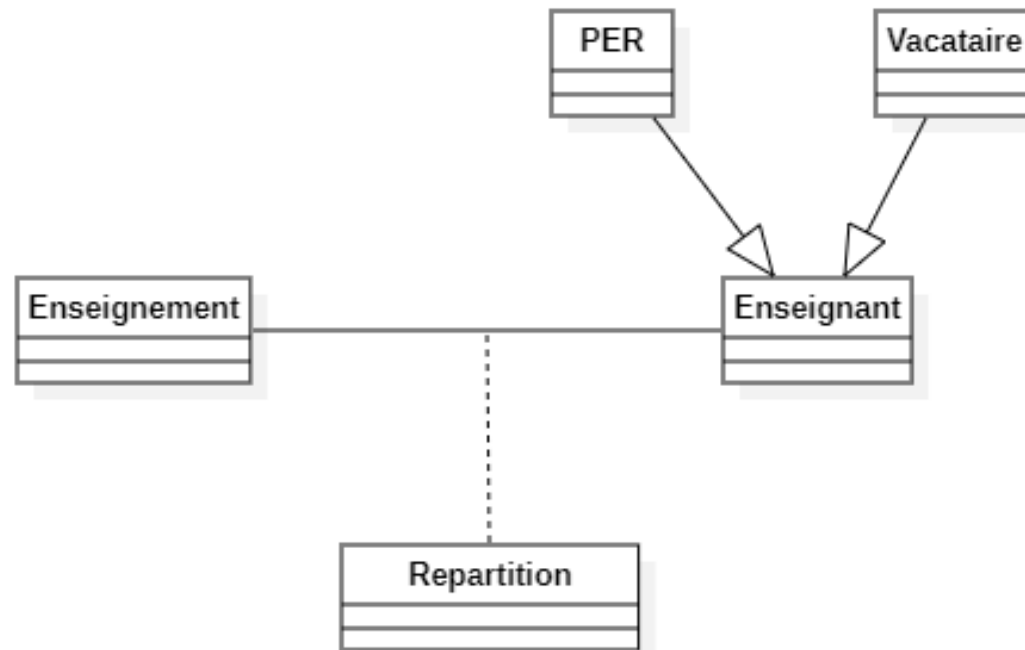 PER
Vacataire
Enseignement
Enseignant
Repartition